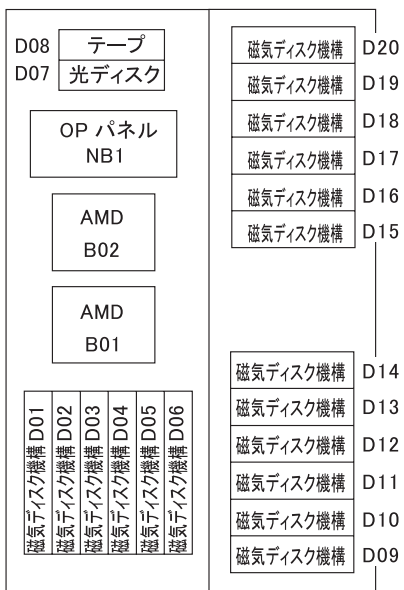 D08 テープ
D07 光ディスク
OP パネル
NB1
AMD
B02
AMD
B01
磁気ディスク機構 D01
磁気ディスク機構 D02
磁気ディスク機構 D03
磁気ディスク機構 D04
磁気ディスク機構 D05
磁気ディスク機構 D06
磁気ディスク機構 D20
磁気ディスク機構 D19
磁気ディスク機構 D18
磁気ディスク機構 D17
磁気ディスク機構 D16
磁気ディスク機構 D15
磁気ディスク機構 D14
磁気ディスク機構 D13
磁気ディスク機構 D12
磁気ディスク機構 D11
磁気ディスク機構 D10
磁気ディスク機構 D09